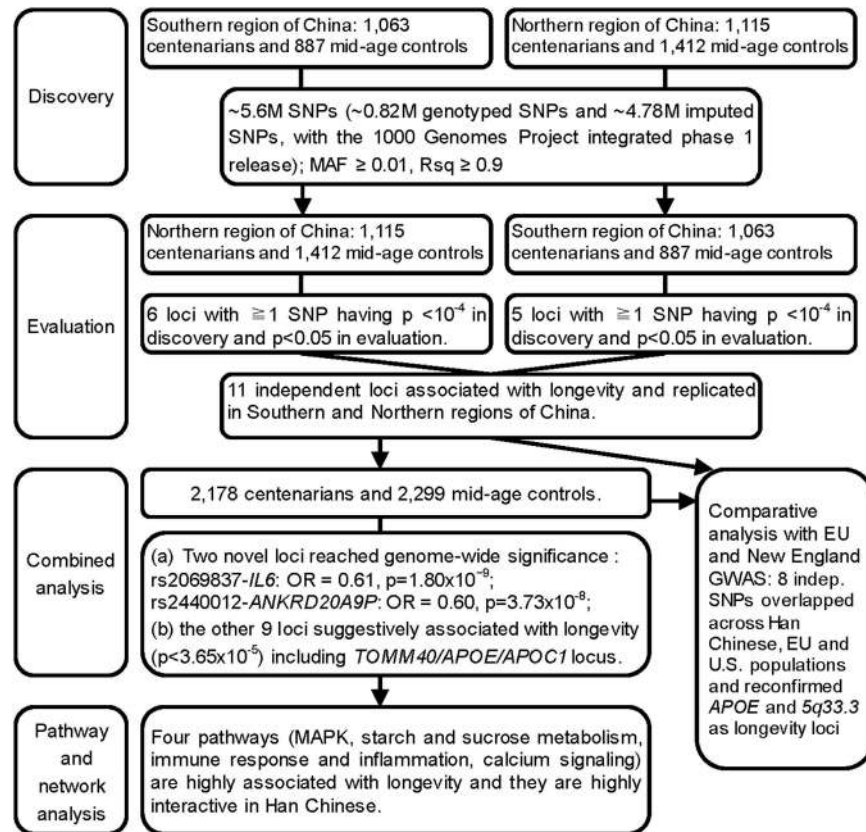 Discovery
Southern region of China: 1,063
centenarians and 887 mid-age controls
Northern region of China: 1,115
centenarians and 1,412 mid-age controls
~5.6M SNPs (~0.82M genotyped SNPs and ~4.78M imputed
SNPs, with the 1000 Genomes Project integrated phase 1
release); MAF ≥ 0.01, Rsq ≥ 0.9
Evaluation
Northern region of China: 1,115
centenarians and 1,412 mid-age controls
Southern region of China: 1,063
centenarians and 887 mid-age controls
6 loci with ≧1 SNP having p <10⁻⁴ in
discovery and p<0.05 in evaluation.
5 loci with ≧1 SNP having p <10⁻⁴ in
discovery and p<0.05 in evaluation.
11 independent loci associated with longevity and replicated
in Southern and Northern regions of China.
Combined
analysis
2,178 centenarians and 2,299 mid-age controls.
(a) Two novel loci reached genome-wide significance :
rs2069837-IL6: OR = 0.61, p=1.80x10⁻⁹;
rs2440012-ANKRD20A9P: OR = 0.60, p=3.73x10⁻⁸;
(b) the other 9 loci suggestively associated with longevity
(p<3.65x10⁻⁵) including TOMM40/APOE/APOC1 locus.
Comparative
analysis with EU
and New England
GWAS: 8 indep.
SNPs overlapped
across Han
Chinese, EU and
U.S. populations
and reconfirmed
APOE and 5q33.3
as longevity loci
Pathway
and
network
analysis
Four pathways (MAPK, starch and sucrose metabolism,
immune response and inflammation, calcium signaling)
are highly associated with longevity and they are highly
interactive in Han Chinese.